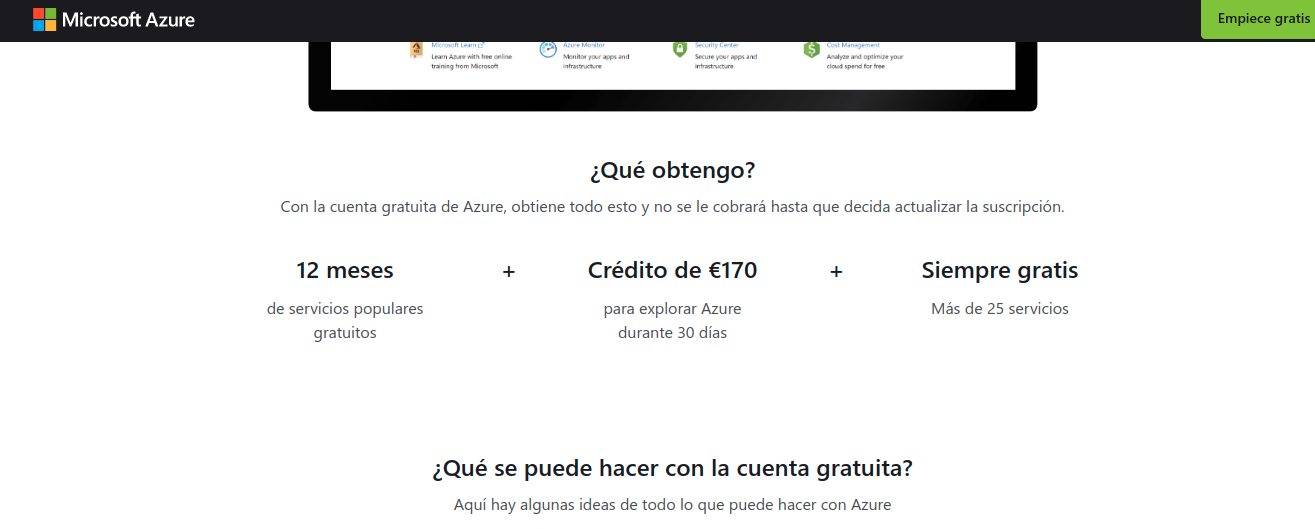 Microsoft Azure
Empiece gratis
Microsoft Learn
Azure Monitor
Security Center
Cost Management
Learn Azure with free online
training from Microsoft
Monitor your apps and
infrastructure
Secure your apps and
infrastructure
Analyze and optimize your
cloud spend for free
¿Qué obtengo?
Con la cuenta gratuita de Azure, obtiene todo esto y no se le cobrará hasta que decida actualizar la suscripción.
12 meses + Crédito de €170 + Siempre gratis
de servicios populares
gratuitos
para explorar Azure
durante 30 días
Más de 25 servicios
¿Qué se puede hacer con la cuenta gratuita?
Aquí hay algunas ideas de todo lo que puede hacer con Azure